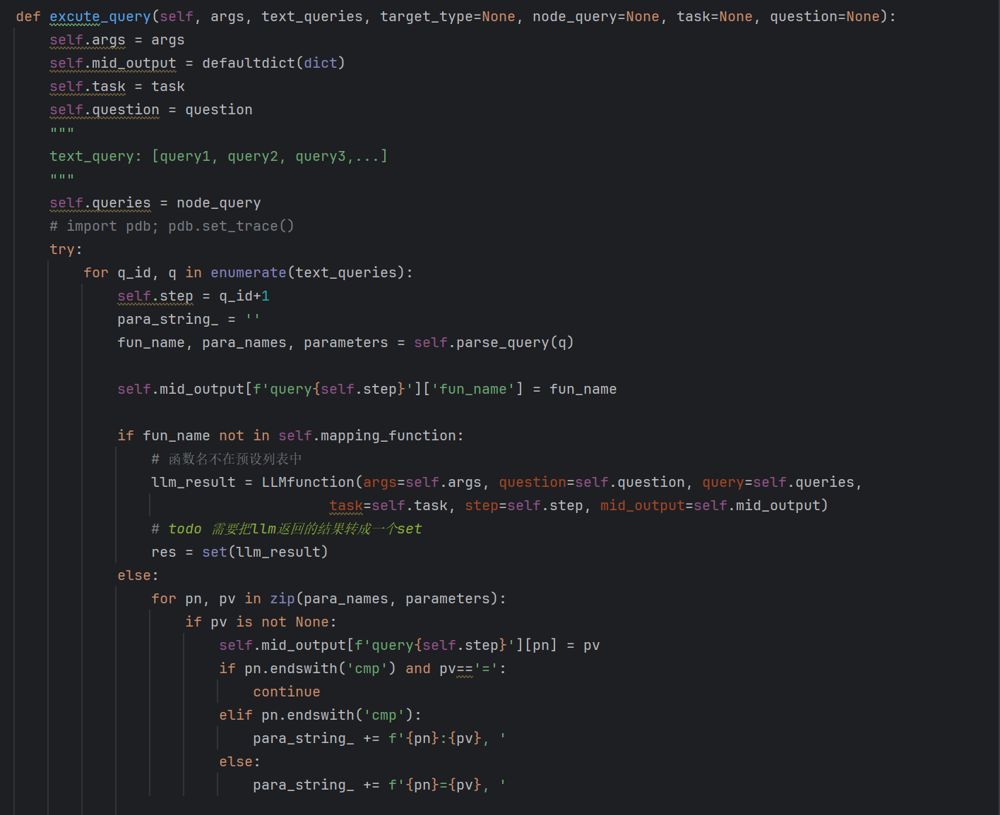 def excute_query(self, args, text_queries, target_type=None, node_query=None, task=None, question=None):
    self.args = args
    self.mid_output = defaultdict(dict)
    self.task = task
    self.question = question
    """
    text_query: [query1, query2, query3,...]
    """
    self.queries = node_query
    # import pdb; pdb.set_trace()
    try:
        for q_id, q in enumerate(text_queries):
            self.step = q_id+1
            para_string_ = ''
            fun_name, para_names, parameters = self.parse_query(q)

            self.mid_output[f'query{self.step}']['fun_name'] = fun_name

            if fun_name not in self.mapping_function:
                # 函数名不在预设列表中
                llm_result = LLMfunction(args=self.args, question=self.question, query=self.queries,
                                     task=self.task, step=self.step, mid_output=self.mid_output)
                # todo 需要把llm返回的结果转成一个set
                res = set(llm_result)
            else:
                for pn, pv in zip(para_names, parameters):
                    if pv is not None:
                        self.mid_output[f'query{self.step}'][pn] = pv
                        if pn.endswith('cmp') and pv=='=':
                            continue
                        elif pn.endswith('cmp'):
                            para_string_ += f'{pn}:{pv}, '
                        else:
                            para_string_ += f'{pn}={pv}, '